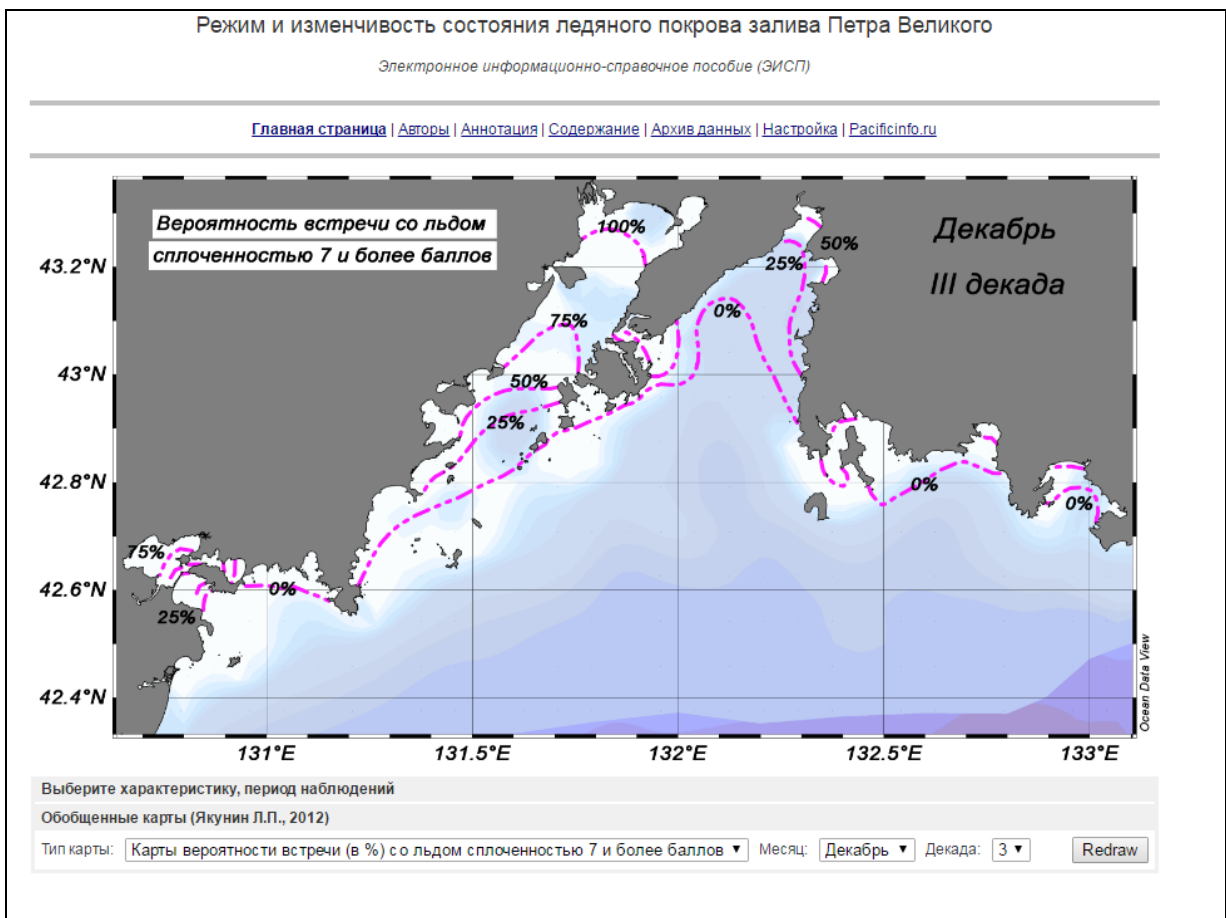 Режим и изменчивость состояния ледяного покрова залива Петра Великого
Электронное информационно-справочное пособие (ЭИСП)
Главная страница | Авторы | Аннотация | Содержание | Архив данных | Настройка | Pacificinfo.ru
Вероятность встречи со льдом
сплоченностью 7 и более баллов
Декабрь
III декада
100%
50%
25%
0%
75%
50%
25%
0%
0%
75%
0%
25%
43.2°N
43°N
42.8°N
42.6°N
42.4°N
131°E
131.5°E
132°E
132.5°E
133°E
Ocean Data View
Выберите характеристику, период наблюдений
Обобщенные карты (Якунин Л.П., 2012)
Тип карты: Карты вероятности встречи (в %) со льдом сплоченностью 7 и более баллов ▼ Месяц: Декабрь ▼ Декада: 3 ▼ Redraw